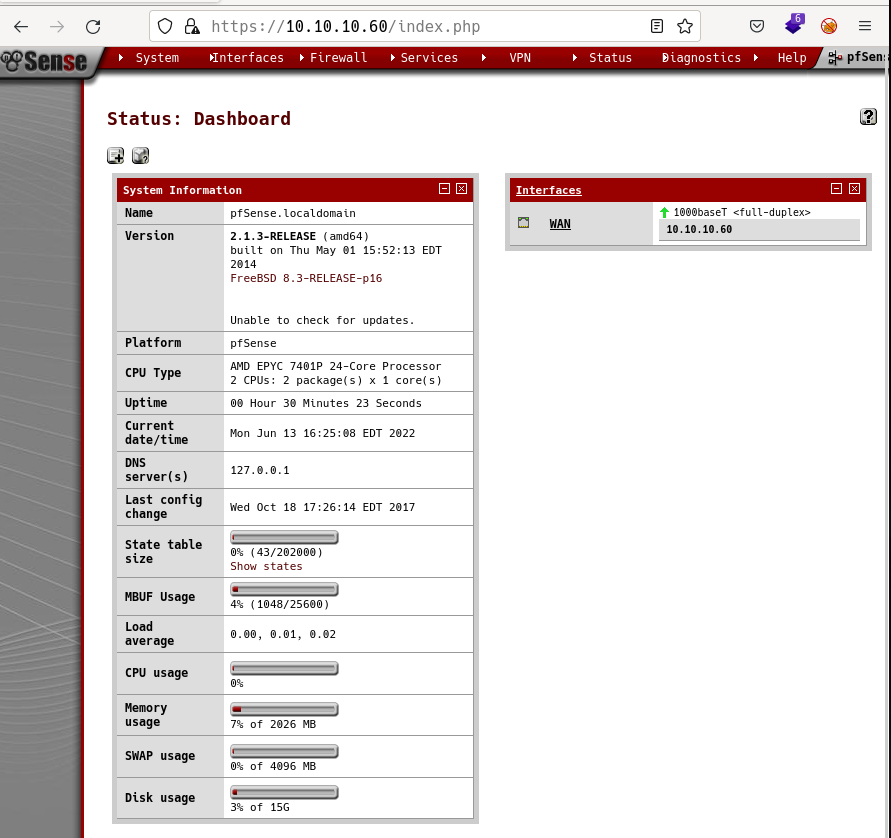 https://10.10.10.60/index.php
6
Sense
System
Interfaces
Firewall
Services
VPN
Status
Diagnostics
Help
Status: Dashboard
?
System Information
Name
pfSense.localdomain
Version
2.1.3-RELEASE (amd64)
built on Thu May 01 15:52:13 EDT
2014
FreeBSD 8.3-RELEASE-p16
Unable to check for updates.
Platform
pfSense
CPU Type
AMD EPYC 7401P 24-Core Processor
2 CPUs: 2 package(s) x 1 core(s)
Uptime
00 Hour 30 Minutes 23 Seconds
Current
date/time
Mon Jun 13 16:25:08 EDT 2022
DNS
server(s)
127.0.0.1
Last config
change
Wed Oct 18 17:26:14 EDT 2017
State table
size
0% (43/202000)
Show states
MBUF Usage
4% (1048/25600)
Load
average
0.00, 0.01, 0.02
CPU usage
0%
Memory
usage
7% of 2026 MB
SWAP usage
0% of 4096 MB
Disk usage
3% of 15G
Interfaces
WAN
1000baseT <full-duplex>
10.10.10.60